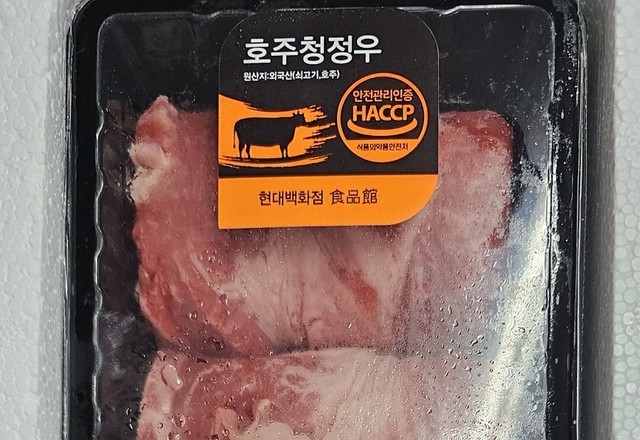 호주청정우
원산지:외국산(쇠고기,호주)
안전관리인증
HACCP
식품의약품안전처
현대백화점 食品館